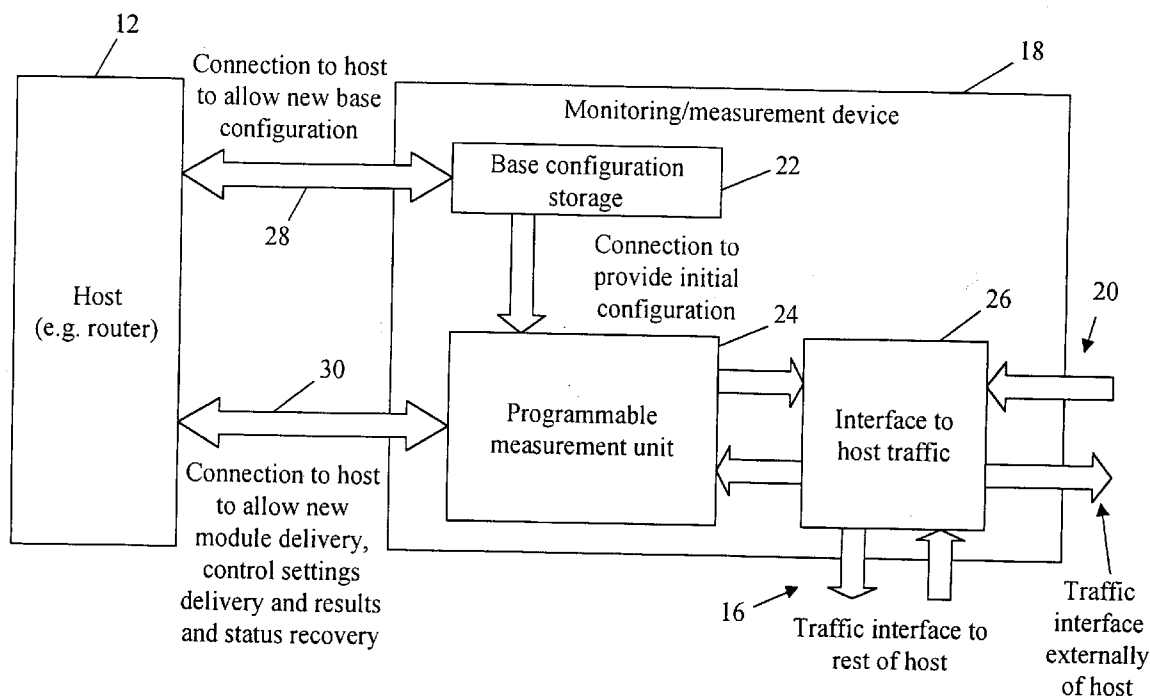 12
18
Connection to host
to allow new base
configuration
Monitoring/measurement device
Base configuration
storage
22
28
Connection to
provide initial
configuration
20
24
26
Host
(e.g. router)
30
Programmable
measurement unit
Interface to
host traffic
Connection to host
to allow new
module delivery,
control settings
delivery and results
and status recovery
16
Traffic interface to
rest of host
Traffic
interface
externally
of host